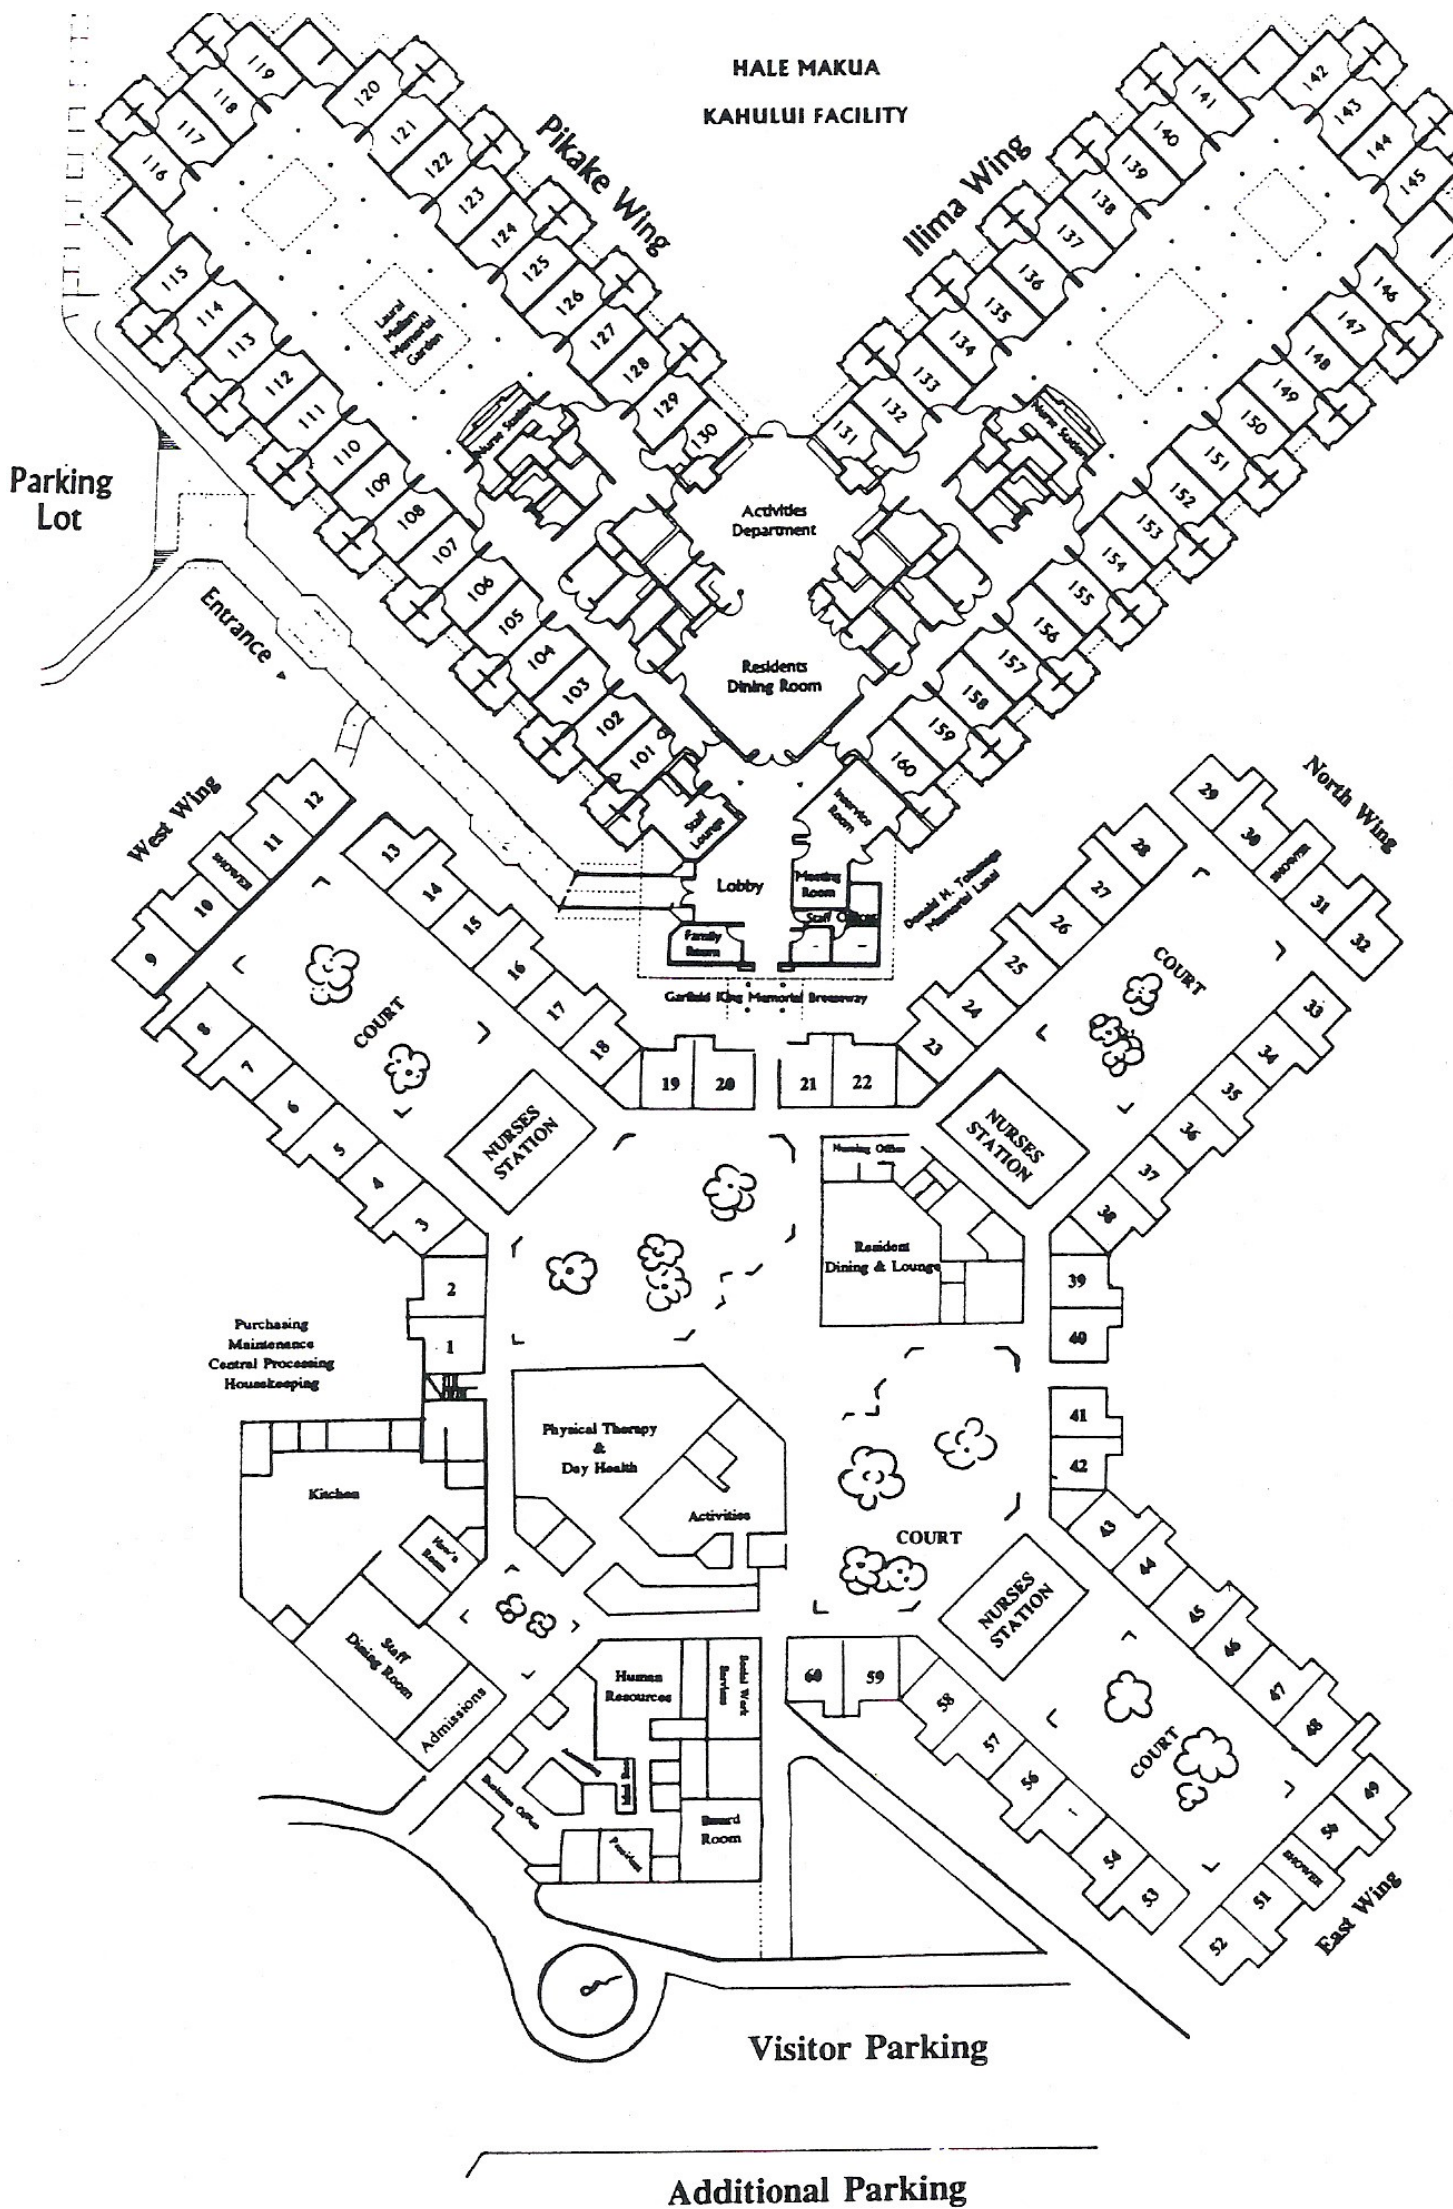 HALE MAKUA
KAHULUI FACILITY
Pikake Wing
Ilima Wing
119
118
117
116
120
121
122
123
124
125
126
127
128
129
130
115
114
113
112
111
110
109
108
107
106
105
104
103
102
101
Memorial
Garden
Nurse Station
141
140
139
138
137
136
135
134
133
132
131
142
143
144
145
146
147
148
149
150
151
152
153
154
155
156
157
158
159
160
Nurse Station
Parking
Lot
Entrance
Activities
Department
Residents
Dining Room
Staff
Lounge
Inservice
Room
Lobby
Meeting
Room
Staff Offices
Family
Room
Donald H. Tokunaga
Memorial Lanai
Garfield King Memorial Breezeway
West Wing
12
11
SHOWER
10
9
13
14
15
16
17
18
19
20
8
7
6
5
4
3
2
1
COURT
NURSES
STATION
North Wing
29
30
SHOWER
31
32
28
27
26
25
24
23
22
21
33
34
35
36
37
38
39
40
COURT
NURSES
STATION
Nursing Office
Resident
Dining & Lounge
Purchasing
Maintenance
Central Processing
Housekeeping
Physical Therapy
&
Day Health
Activities
Kitchen
Men's
Room
Staff
Dining Room
Admissions
Human
Resources
Social Work
Services
Business Office
President
Board
Room
41
42
43
44
45
46
47
48
COURT
NURSES
STATION
60
59
58
57
56
54
53
COURT
49
50
SHOWER
51
52
East Wing
Visitor Parking
Additional Parking